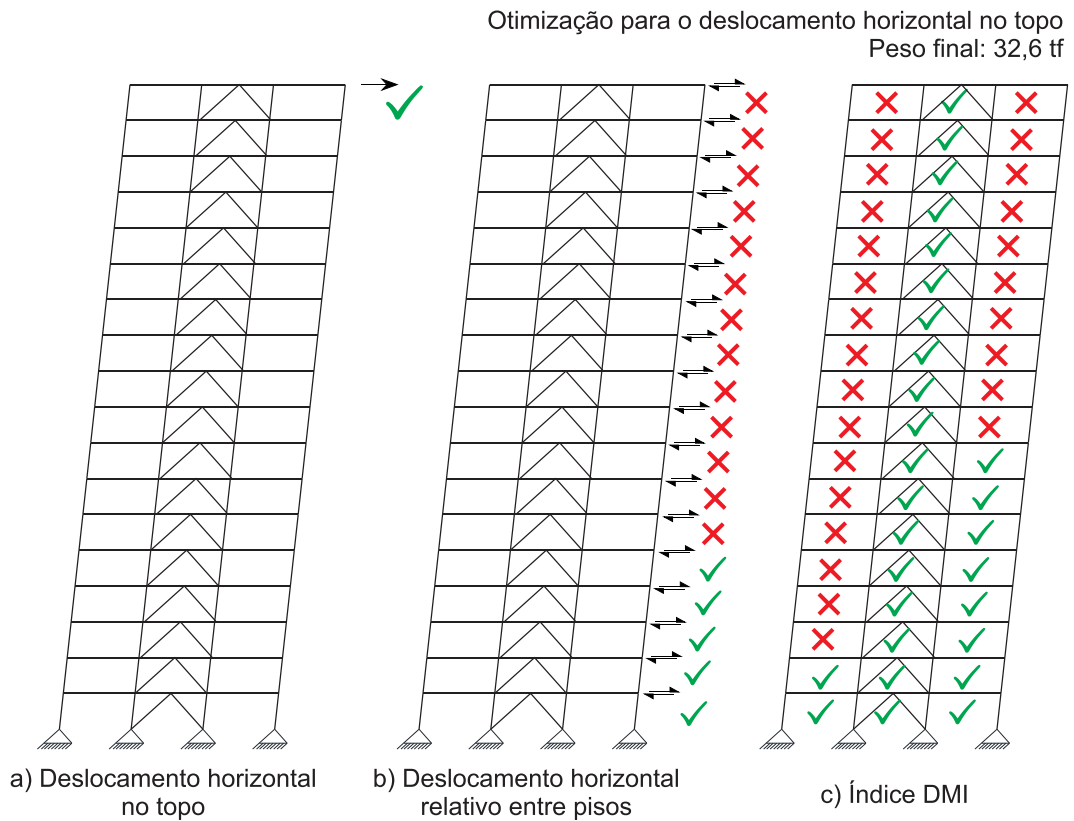 Otimização para o deslocamento horizontal no topo
Peso final: 32,6 tf
a) Deslocamento horizontal
no topo
b) Deslocamento horizontal
relativo entre pisos
c) Índice DMI